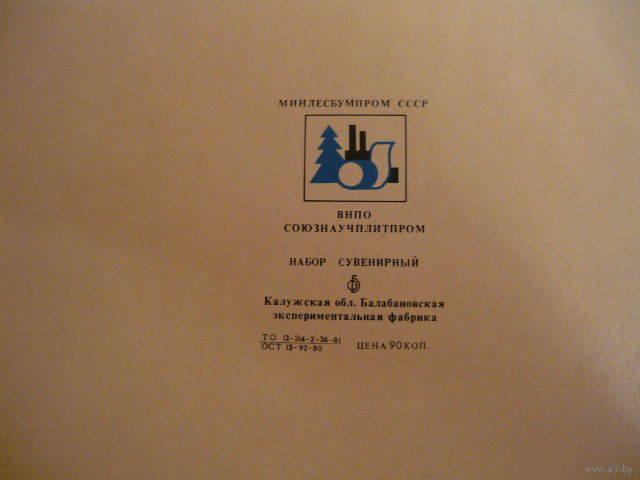 МИНЛЕСБУМПРОМ СССР
ВНПО
СОЮЗНАУЧПЛИТПРОМ
НАБОР СУВЕНИРНЫЙ
Калужская обл. Балабановская
экспериментальная фабрика
ТО 13-314-2-36-81
ОСТ 13-92-80
ЦЕНА 90 КОП.
www.ay.by